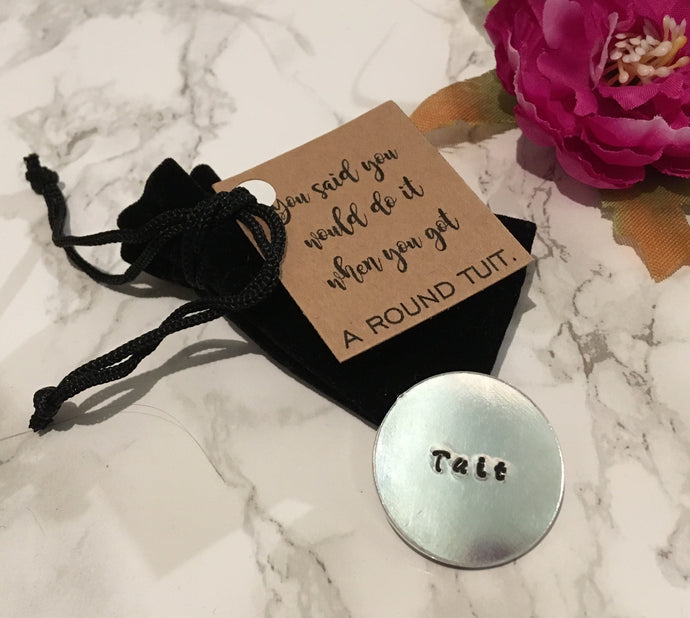 You said you
would do it
when you got
A ROUND TUIT.
Tuit